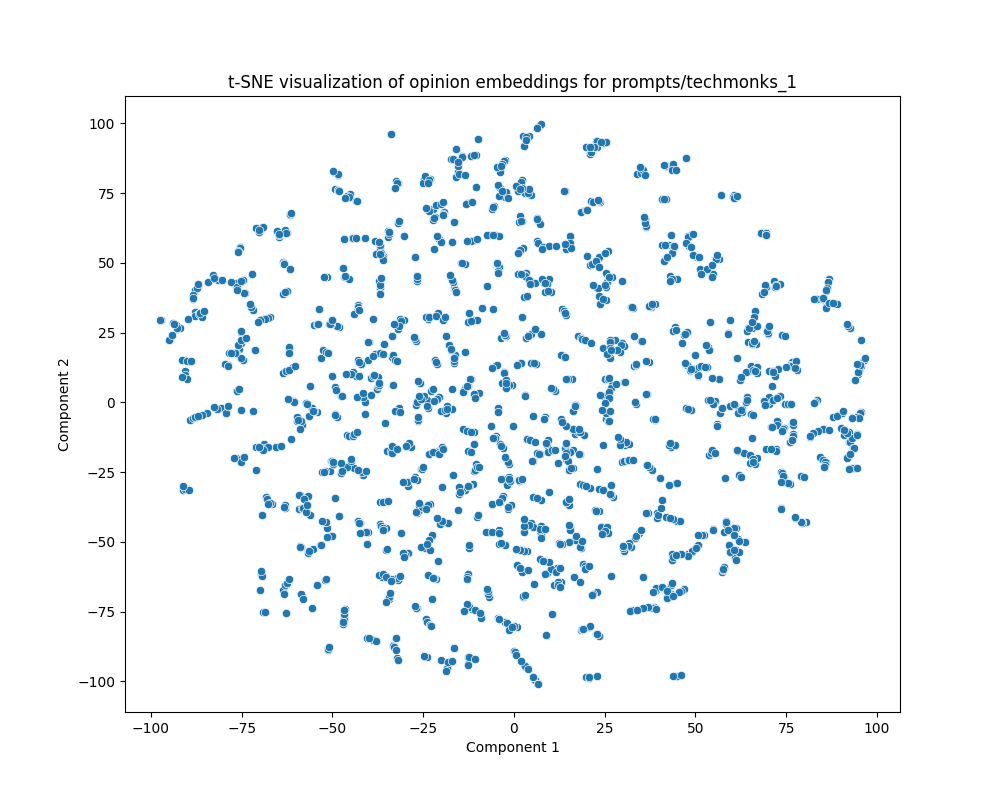 t-SNE visualization of opinion embeddings for prompts/techmonks_1
100
75
50
25
0
−25
−50
−75
−100
Component 2
−100 −75 −50 −25 0 25 50 75 100
Component 1